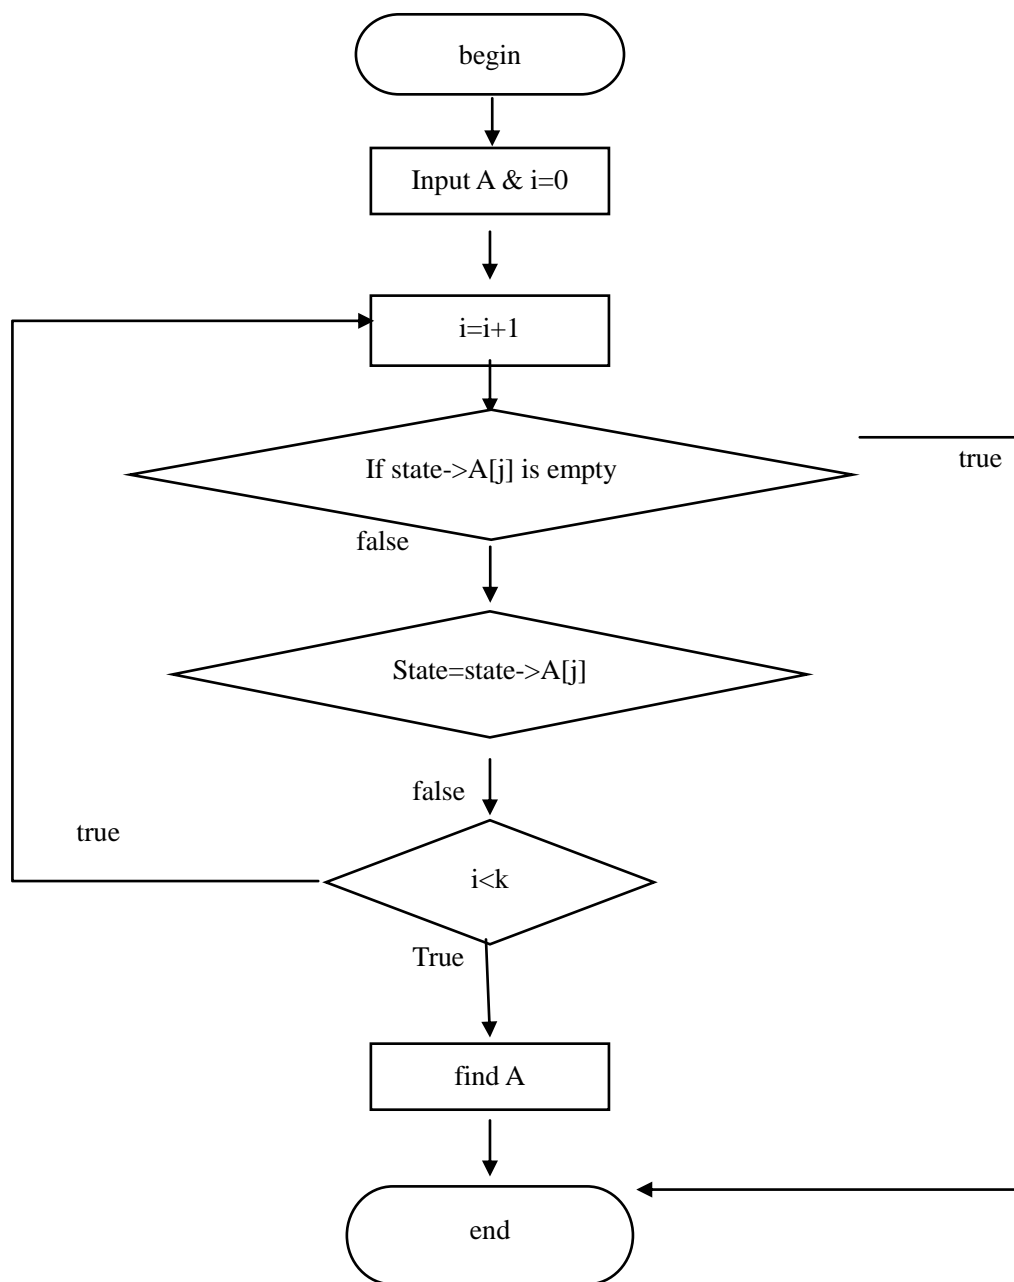 begin
Input A & i=0
i=i+1
If state->A[j] is empty
true
false
State=state->A[j]
false
true
i<k
True
find A
end